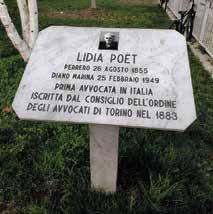 LIDIA POËT
PERRERO 26 AGOSTO 1855
DIANO MARINA 25 FEBBRAIO 1949
PRIMA AVVOCATA IN ITALIA
ISCRITTA DAL CONSIGLIO DELL'ORDINE
DEGLI AVVOCATI DI TORINO NEL 1883